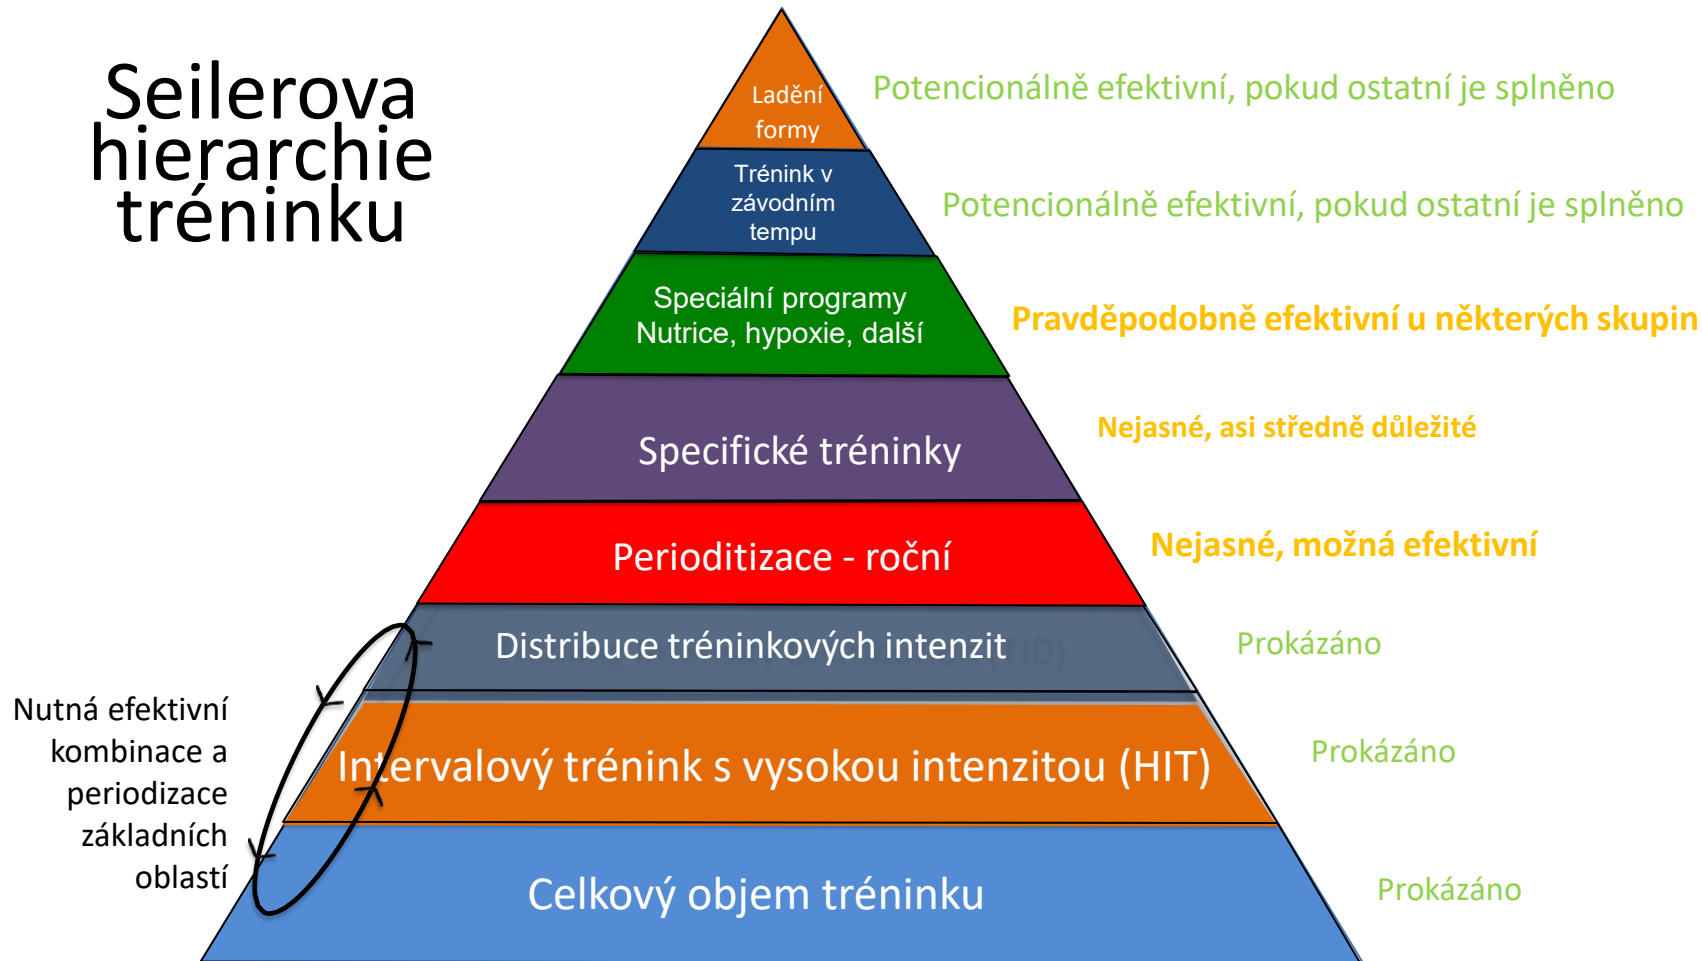 Seilerova
hierarchie
tréninku
Ladění
formy
Potencionálně efektivní, pokud ostatní je splněno
Trénink v
závodním
tempu
Potencionálně efektivní, pokud ostatní je splněno
Speciální programy
Nutrice, hypoxie, další
Pravděpodobně efektivní u některých skupin
Specifické tréninky
Nejasné, asi středně důležité
Perioditizace - roční
Nejasné, možná efektivní
Distribuce tréninkových intenzit
Prokázáno
Intervalový trénink s vysokou intenzitou (HIT)
Prokázáno
Celkový objem tréninku
Prokázáno
Nutná efektivní
kombinace a
periodizace
základních
oblastí